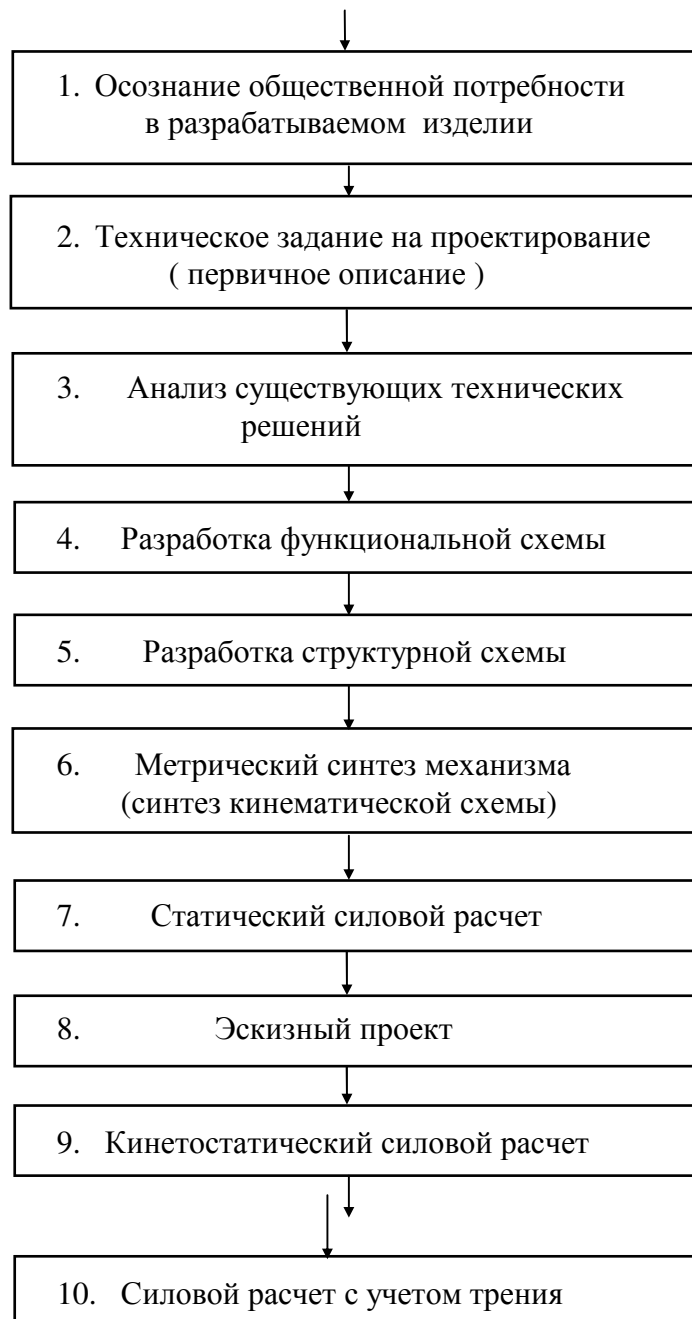 1. Осознание общественной потребности
в разрабатываемом изделии
2. Техническое задание на проектирование
( первичное описание )
3. Анализ существующих технических
решений
4. Разработка функциональной схемы
5. Разработка структурной схемы
6. Метрический синтез механизма
(синтез кинематической схемы)
7. Статический силовой расчет
8. Эскизный проект
9. Кинетостатический силовой расчет
10. Силовой расчет с учетом трения